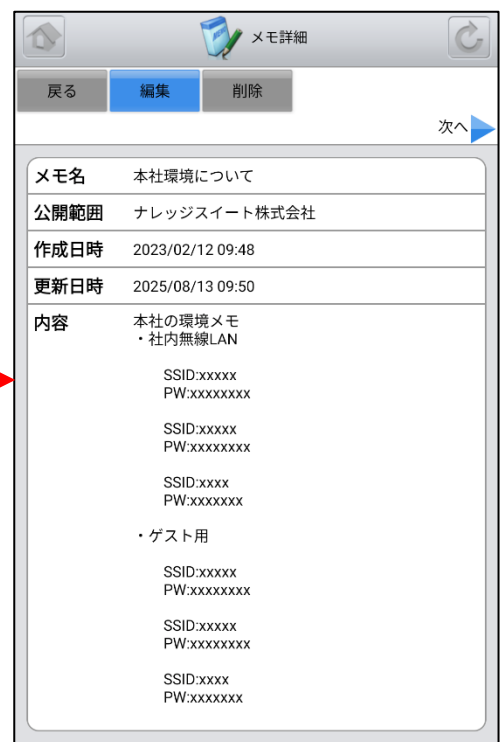 メモ詳細
戻る 編集 削除
次へ
メモ名 本社環境について
公開範囲 ナレッジスイート株式会社
作成日時 2023/02/12 09:48
更新日時 2025/08/13 09:50
内容 本社の環境メモ
・社内無線LAN
SSID:xxxxx
PW:xxxxxxxx
SSID:xxxxx
PW:xxxxxxxx
SSID:xxxx
PW:xxxxxxx
・ゲスト用
SSID:xxxxx
PW:xxxxxxxx
SSID:xxxxx
PW:xxxxxxxx
SSID:xxxx
PW:xxxxxxx